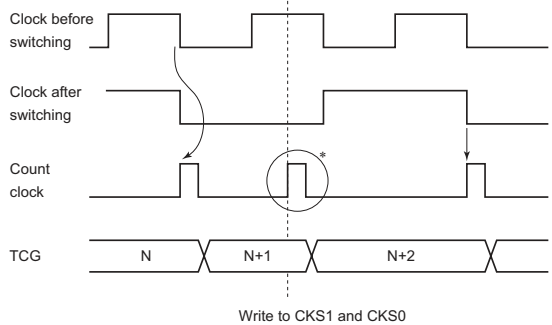 Clock before
switching
Clock after
switching
Count
clock
*
TCG
N
N+1
N+2
Write to CKS1 and CKS0